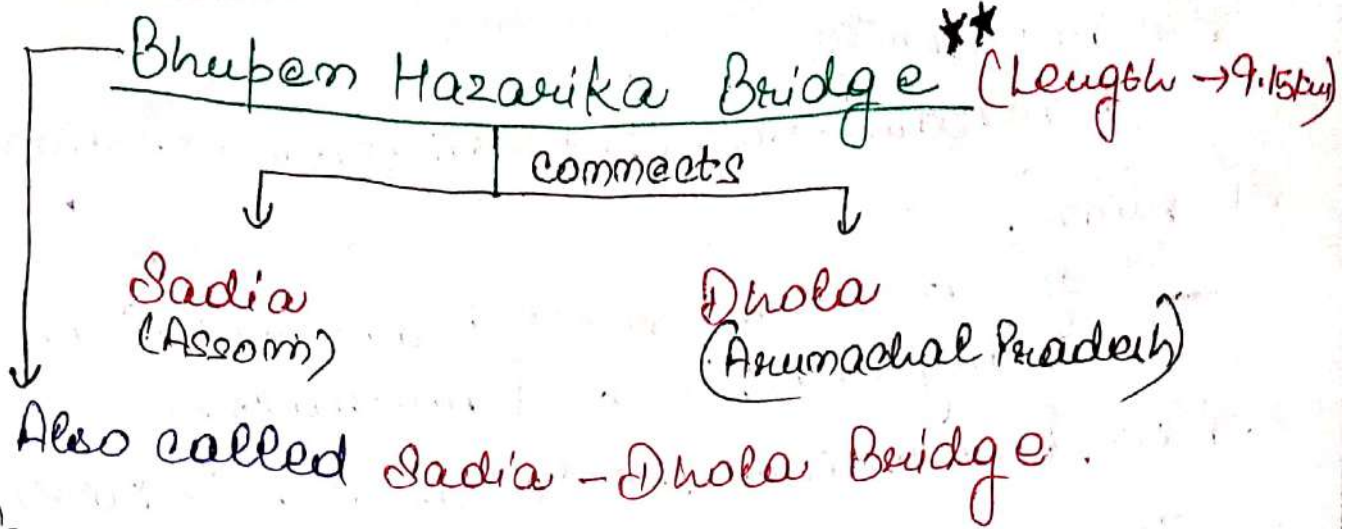 Bhupen Hazarika Bridge ** (Length → 9.15km)
connects
Sadia Dhola
(Assam) (Arunachal Pradesh)
Also called Sadia - Dhola Bridge.